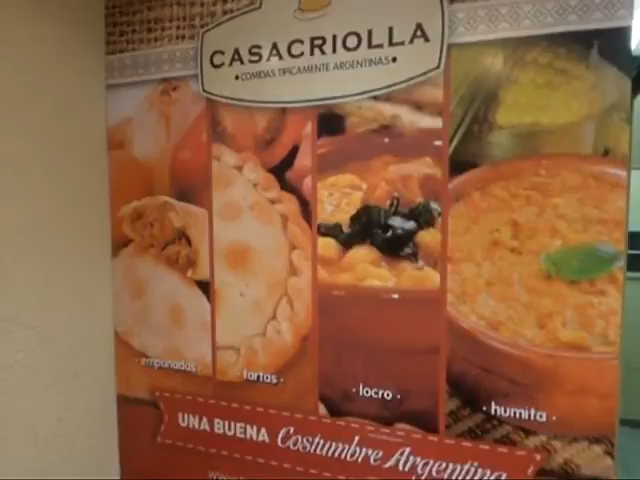 CASACRIOLLA
•COMIDAS TIPICAMENTE ARGENTINAS•
· empanadas ·
· tartas ·
· locro ·
· humita ·
UNA BUENA Costumbre Argentina